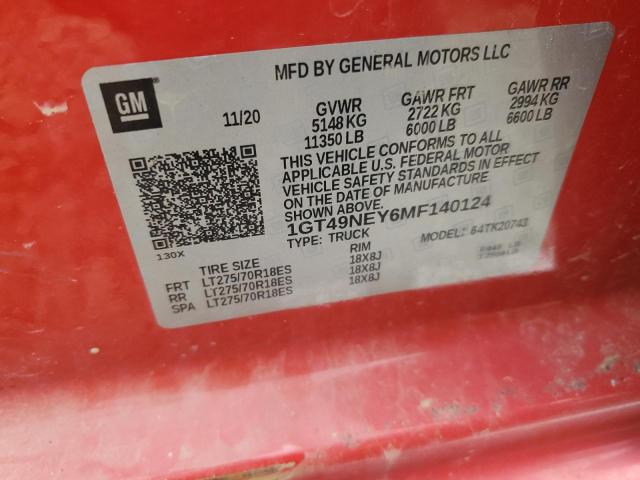 MFD BY GENERAL MOTORS LLC
GM
11/20
GVWR
5148 KG
11350 LB
GAWR FRT
2722 KG
6000 LB
GAWR RR
2994 KG
6600 LB
THIS VEHICLE CONFORMS TO ALL
APPLICABLE U.S. FEDERAL MOTOR
VEHICLE SAFETY STANDARDS IN EFFECT
ON THE DATE OF MANUFACTURE
SHOWN ABOVE.
1GT49NEY6MF140124
TYPE: TRUCK MODEL: 64TK20743
130X
TIRE SIZE RIM
FRT LT275/70R18ES 18X8J
RR LT275/70R18ES 18X8J
SPA LT275/70R18ES 18X8J